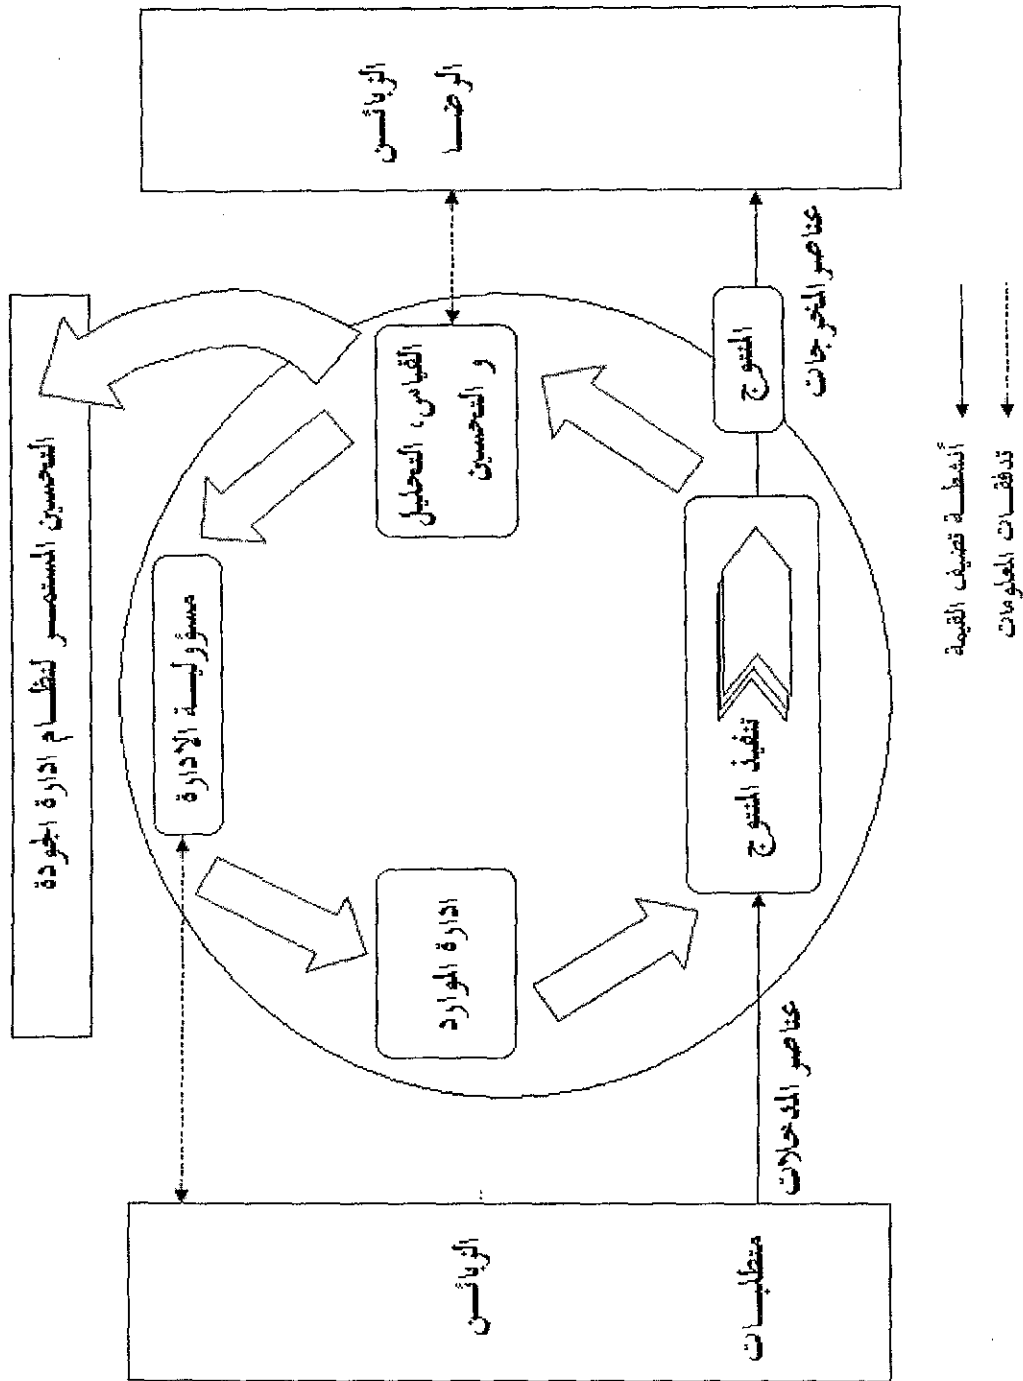 التحسين المستمر لنظام ادارة الجودة
الزبائن
الرضا
مسؤولية الادارة
القياس، التحليل
و التحسين
ادارة الموارد
تنفيذ المنتوج
المنتوج
عناصر المخرجات
عناصر المدخلات
الزبائن
متطلبات
أنشطة تضيف القيمة
تدفقات المعلومات